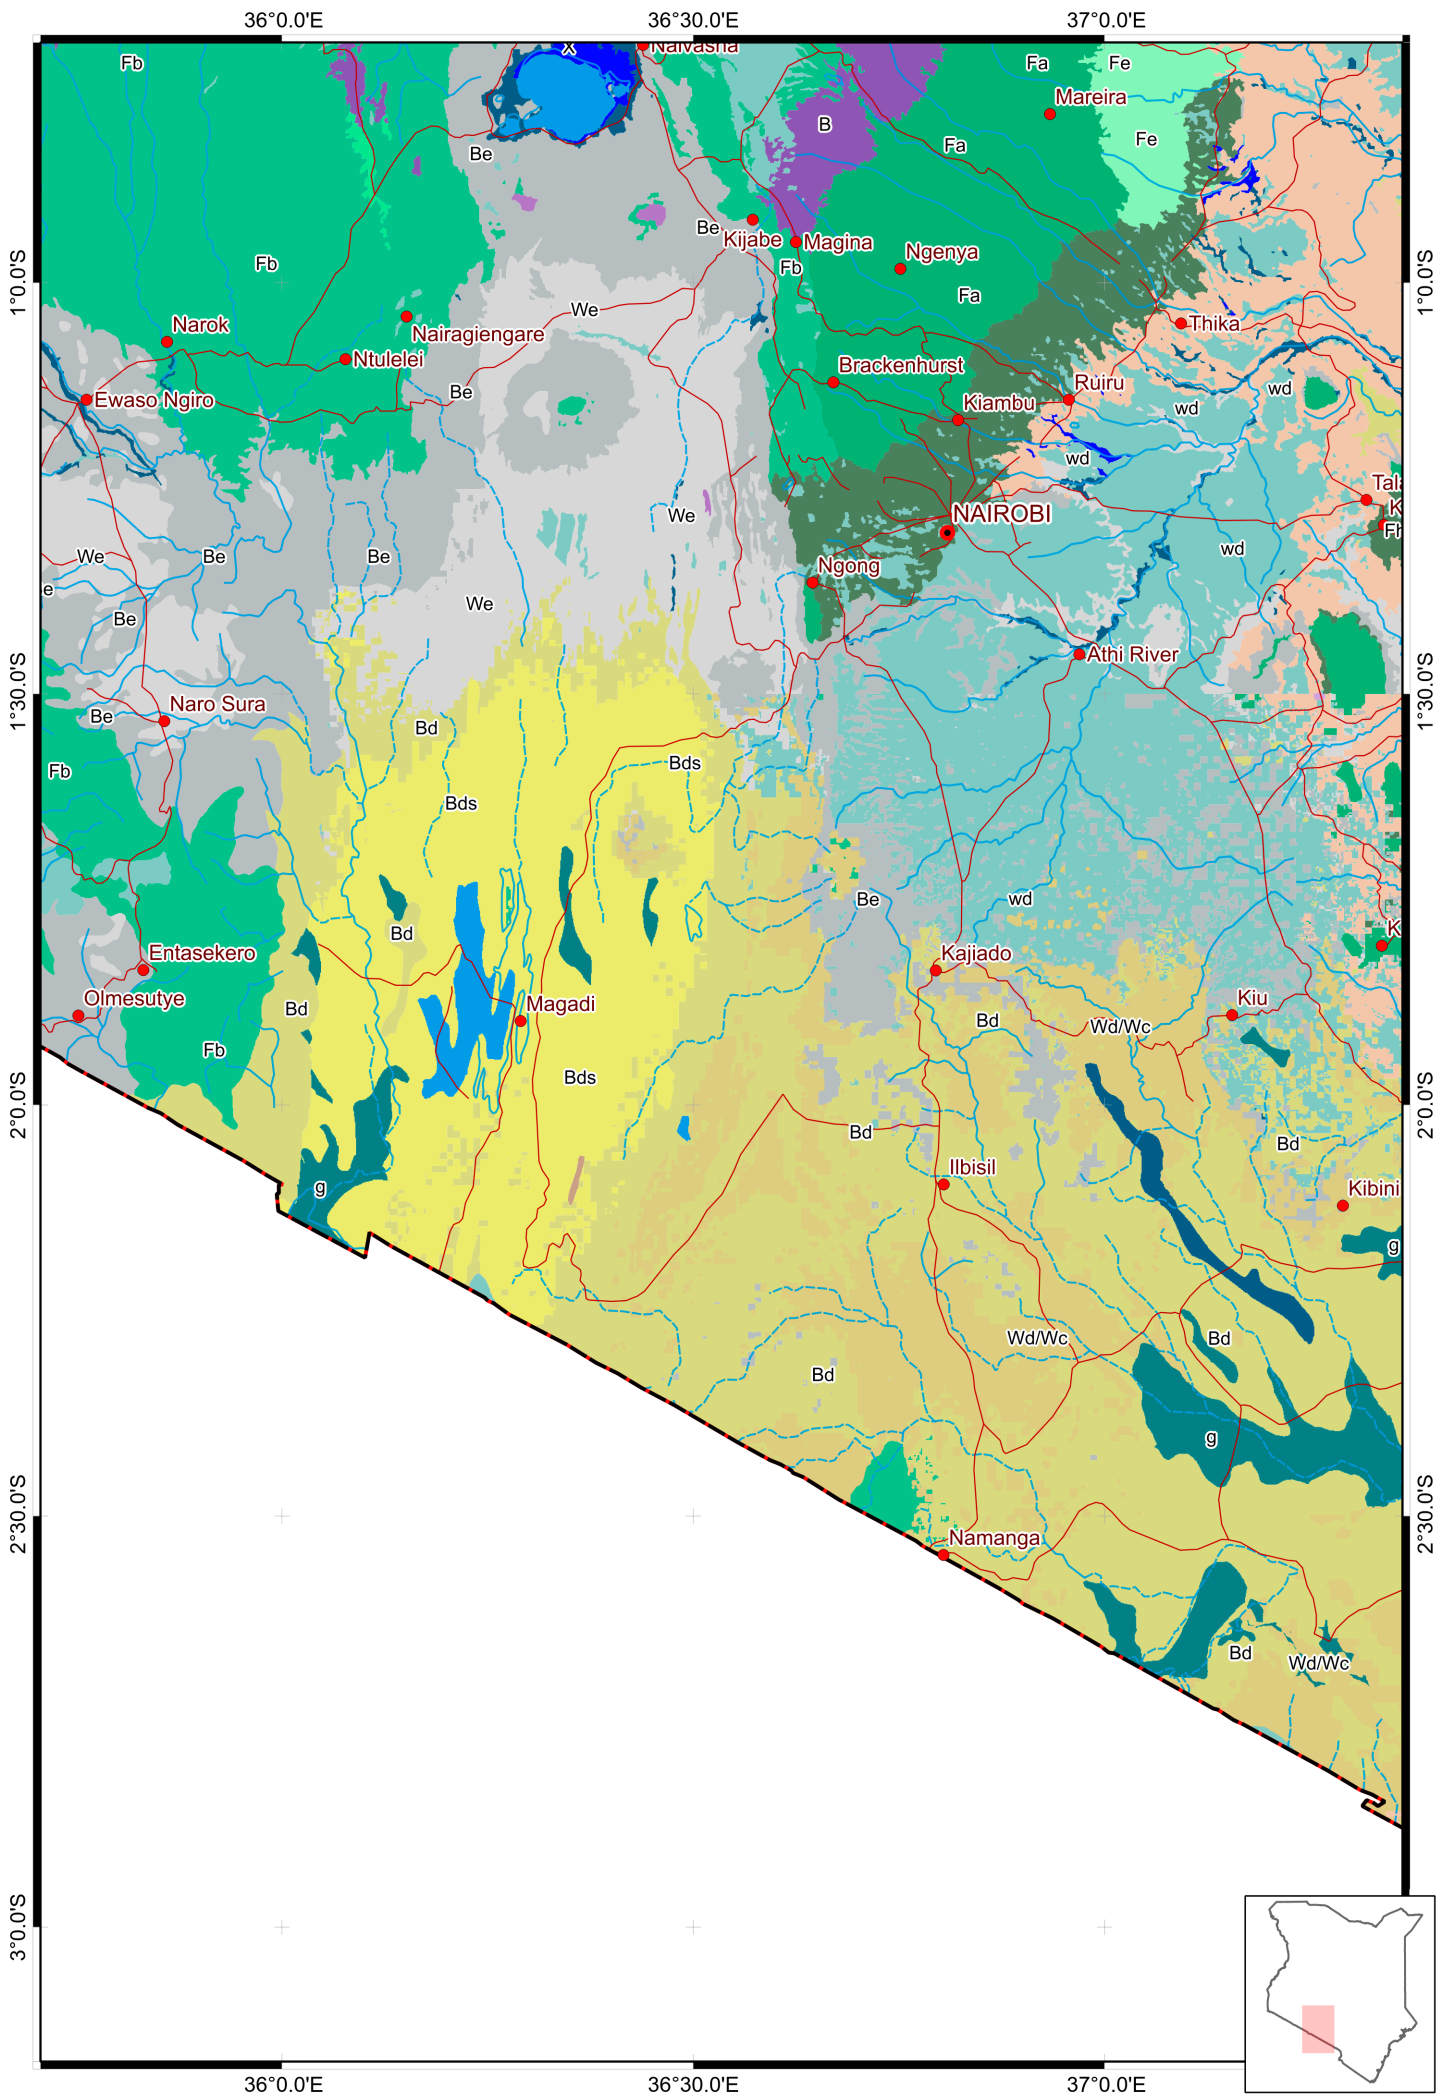 36°0.0'E 36°30.0'E 37°0.0'E
X Naivasha
Fb Fa Fe
Mareira
B Fe
Be Fa
Be Kijabe Magina
Ngenya
Fb Fb
Fa
1°0.0'S 1°0.0'S
We
Narok Nairagiengare Thika
Ntulelei Brackenhurst
Ruiru wd
Ewaso Ngiro Be Kiambu wd
wd
Tala
We NAIROBI K
Fh
We Be Be wd
Ngong
e We
Be
Athi River
1°30.0'S 1°30.0'S
Naro Sura
Be Bd
Fb Bds
Bds
Be wd
Bd K
Entasekero Kajiado
Olmesutye Bd Magadi Kiu
Bd Wd/Wc
Fb
Bds
2°0.0'S 2°0.0'S
Bd Bd
Ilbisil
g Kibini
g
Wd/Wc Bd
Bd
g
2°30.0'S 2°30.0'S
Namanga
Bd Wd/Wc
3°0.0'S
36°0.0'E 36°30.0'E 37°0.0'E